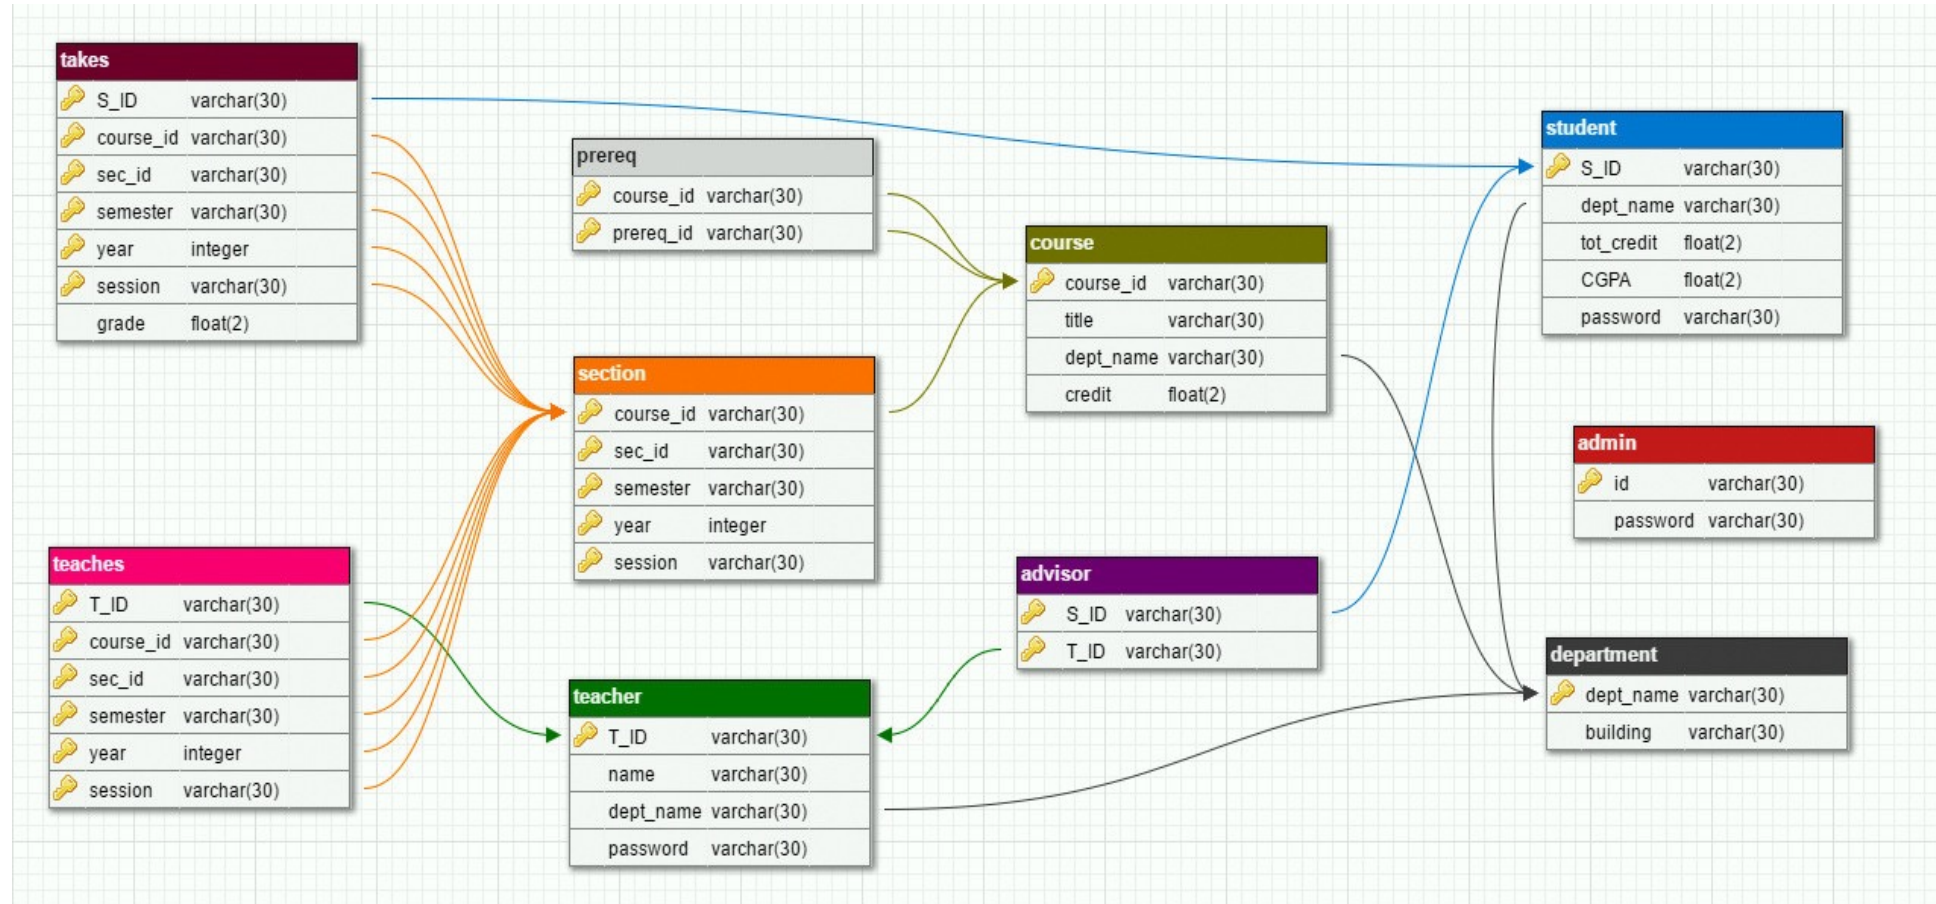 takes
S_ID varchar(30)
course_id varchar(30)
sec_id varchar(30)
semester varchar(30)
year integer
session varchar(30)
grade float(2)
prereq
course_id varchar(30)
prereq_id varchar(30)
student
S_ID varchar(30)
dept_name varchar(30)
tot_credit float(2)
CGPA float(2)
password varchar(30)
course
course_id varchar(30)
title varchar(30)
dept_name varchar(30)
credit float(2)
section
course_id varchar(30)
sec_id varchar(30)
semester varchar(30)
year integer
session varchar(30)
admin
id varchar(30)
password varchar(30)
teaches
T_ID varchar(30)
course_id varchar(30)
sec_id varchar(30)
semester varchar(30)
year integer
session varchar(30)
advisor
S_ID varchar(30)
T_ID varchar(30)
teacher
T_ID varchar(30)
name varchar(30)
dept_name varchar(30)
password varchar(30)
department
dept_name varchar(30)
building varchar(30)